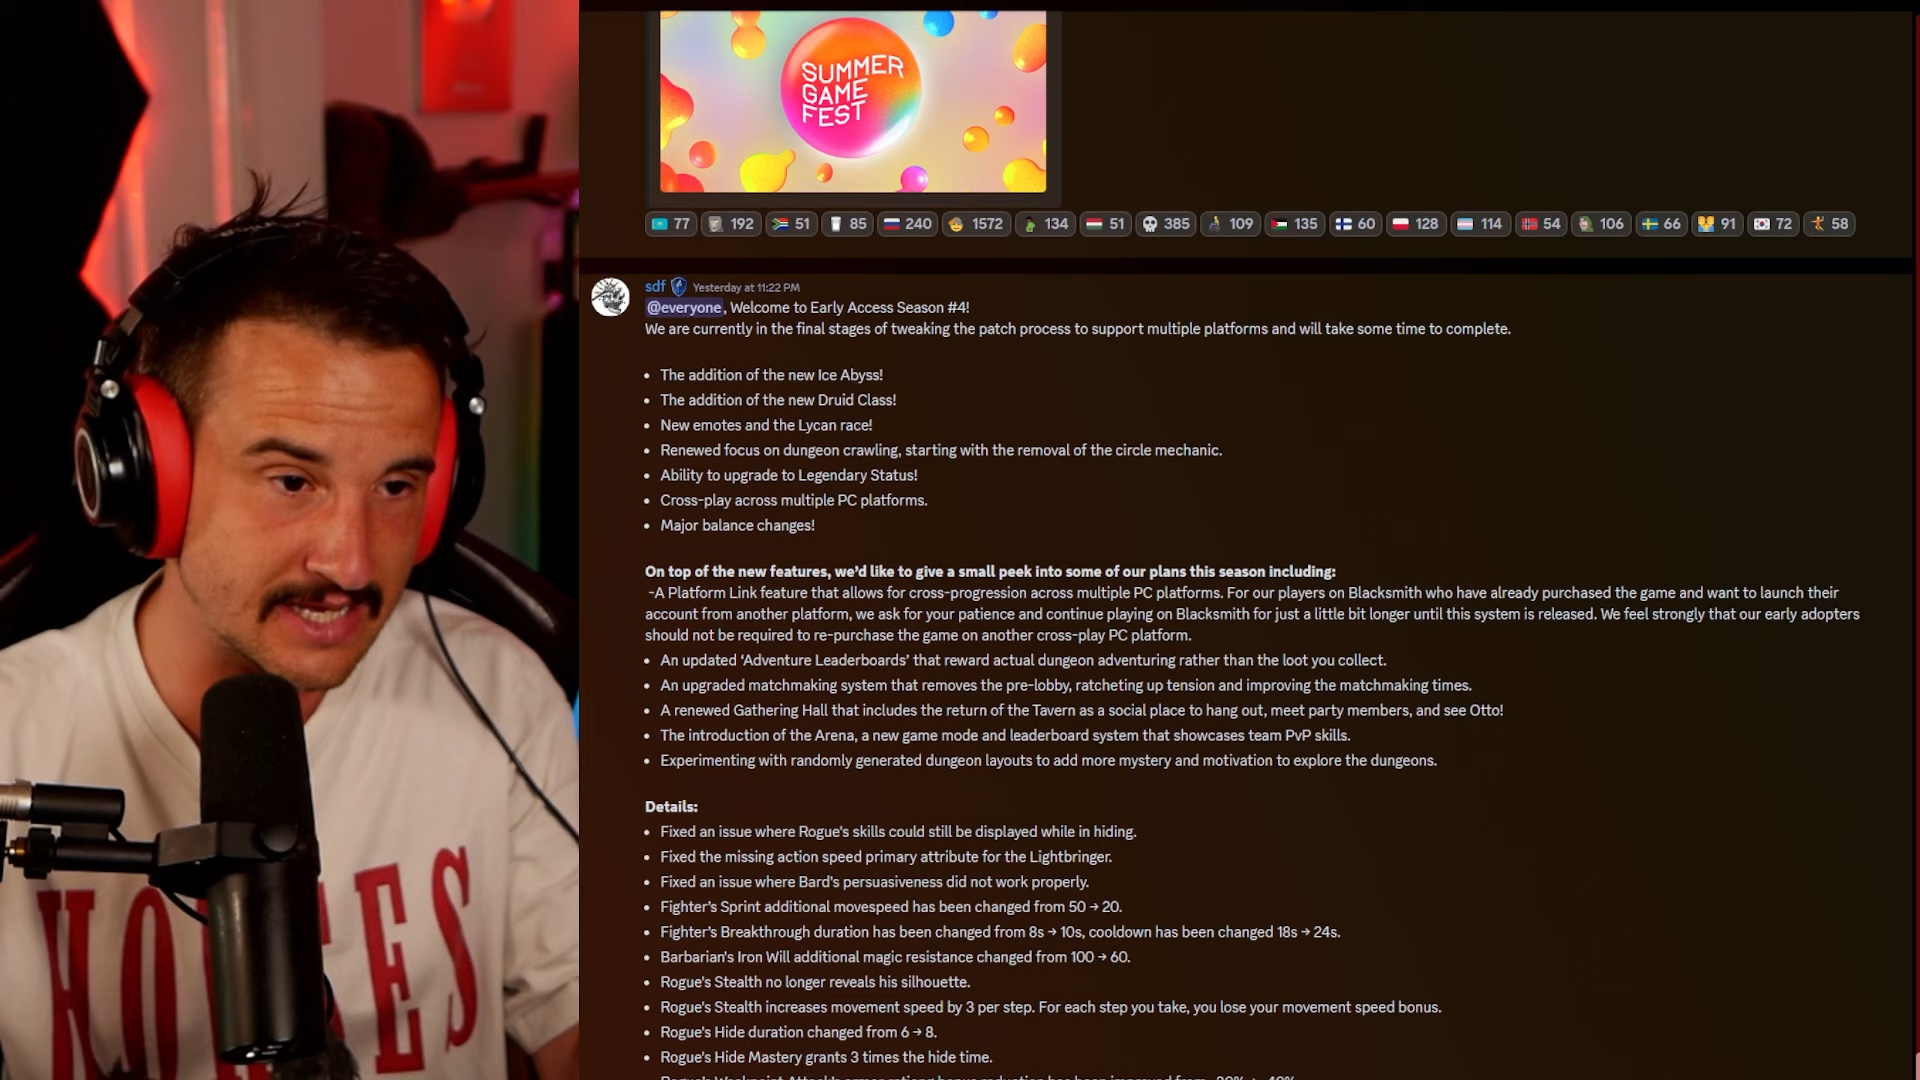 SUMMER
GAME
FEST
77 192 51 85 240 1572 134 51 385 109 135 60 128 114 54 106 66 91 72 58
sdf Yesterday at 11:22 PM
@everyone, Welcome to Early Access Season #4!
We are currently in the final stages of tweaking the patch process to support multiple platforms and will take some time to complete.
• The addition of the new Ice Abyss!
• The addition of the new Druid Class!
• New emotes and the Lycan race!
• Renewed focus on dungeon crawling, starting with the removal of the circle mechanic.
• Ability to upgrade to Legendary Status!
• Cross-play across multiple PC platforms.
• Major balance changes!
On top of the new features, we'd like to give a small peek into some of our plans this season including:
-A Platform Link feature that allows for cross-progression across multiple PC platforms. For our players on Blacksmith who have already purchased the game and want to launch their
account from another platform, we ask for your patience and continue playing on Blacksmith for just a little bit longer until this system is released. We feel strongly that our early adopters
should not be required to re-purchase the game on another cross-play PC platform.
• An updated ‘Adventure Leaderboards’ that reward actual dungeon adventuring rather than the loot you collect.
• An upgraded matchmaking system that removes the pre-lobby, ratcheting up tension and improving the matchmaking times.
• A renewed Gathering Hall that includes the return of the Tavern as a social place to hang out, meet party members, and see Otto!
• The introduction of the Arena, a new game mode and leaderboard system that showcases team PvP skills.
• Experimenting with randomly generated dungeon layouts to add more mystery and motivation to explore the dungeons.
Details:
• Fixed an issue where Rogue's skills could still be displayed while in hiding.
• Fixed the missing action speed primary attribute for the Lightbringer.
• Fixed an issue where Bard's persuasiveness did not work properly.
• Fighter's Sprint additional movespeed has been changed from 50 → 20.
• Fighter's Breakthrough duration has been changed from 8s → 10s, cooldown has been changed 18s → 24s.
• Barbarian's Iron Will additional magic resistance changed from 100 → 60.
• Rogue's Stealth no longer reveals his silhouette.
• Rogue's Stealth increases movement speed by 3 per step. For each step you take, you lose your movement speed bonus.
• Rogue's Hide duration changed from 6 → 8.
• Rogue's Hide Mastery grants 3 times the hide time.